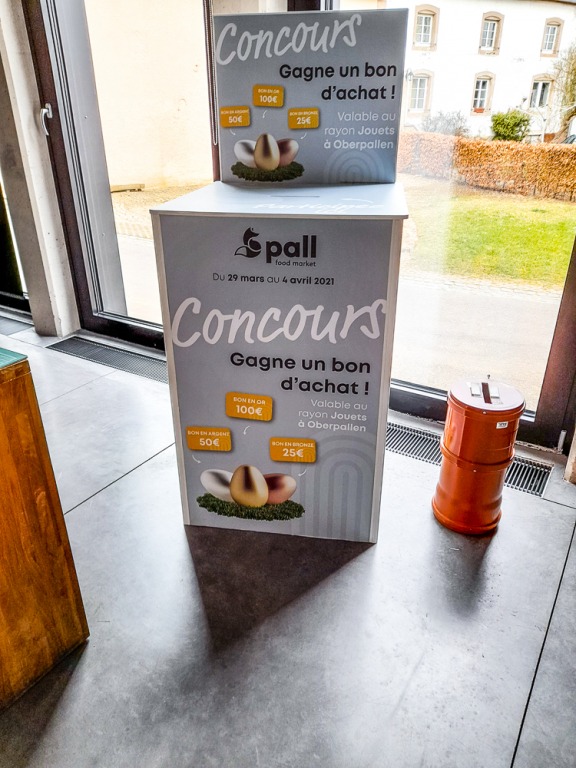 Concours
Gagne un bon
d'achat !
BON EN OR
100€
BON EN ARGENT
50€
BON EN BRONZE
25€
Valable au
rayon Jouets
à Oberpallen
pall
food market
Du 29 mars au 4 avril 2021
Concours
Gagne un bon
d'achat !
Valable au
rayon Jouets
à Oberpallen
BON EN OR
100€
BON EN ARGENT
50€
BON EN BRONZE
25€